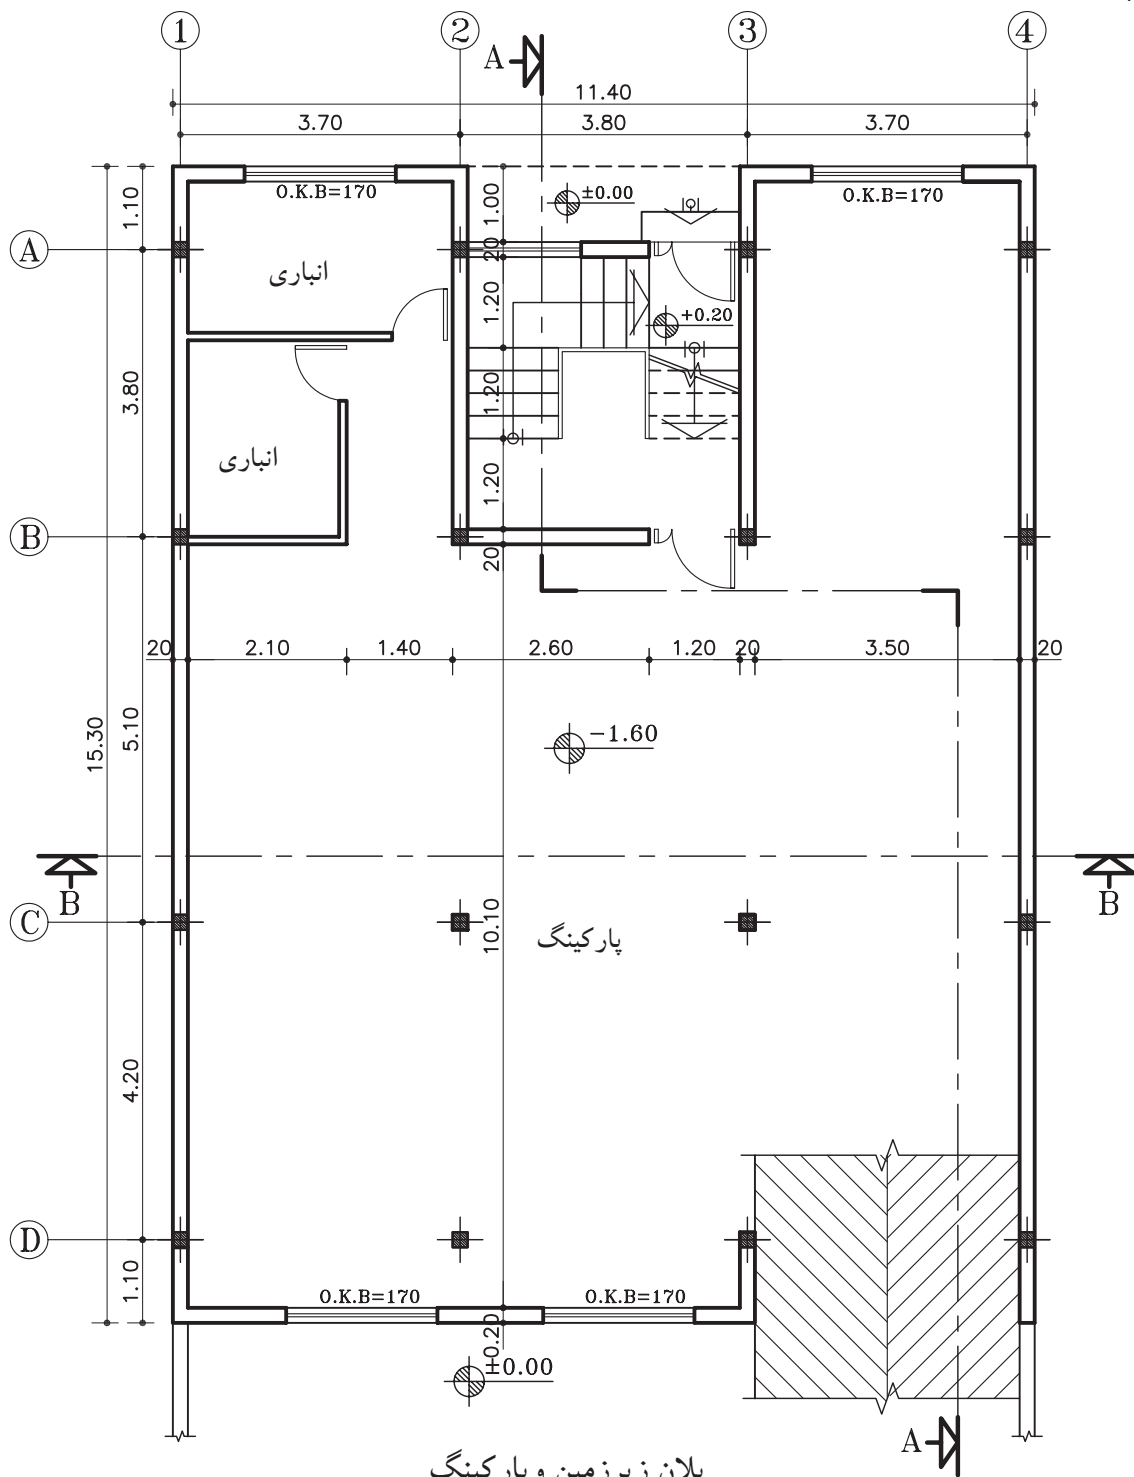 1 2 3 4
A
11.40
3.70 3.80 3.70
O.K.B=170 1.00 ±0.00 O.K.B=170
1.10
A 20
انباری
1.20 +0.20
3.80 1.20
انباری
1.20
B
20
20 2.10 1.40 2.60 1.20 20 3.50 20
15.30 5.10 -1.60
B B
C 10.10
پارکینگ
4.20
D
1.10 O.K.B=170 O.K.B=170
±0.20
±0.00
A
پلان زیرزمین و پارکینگ